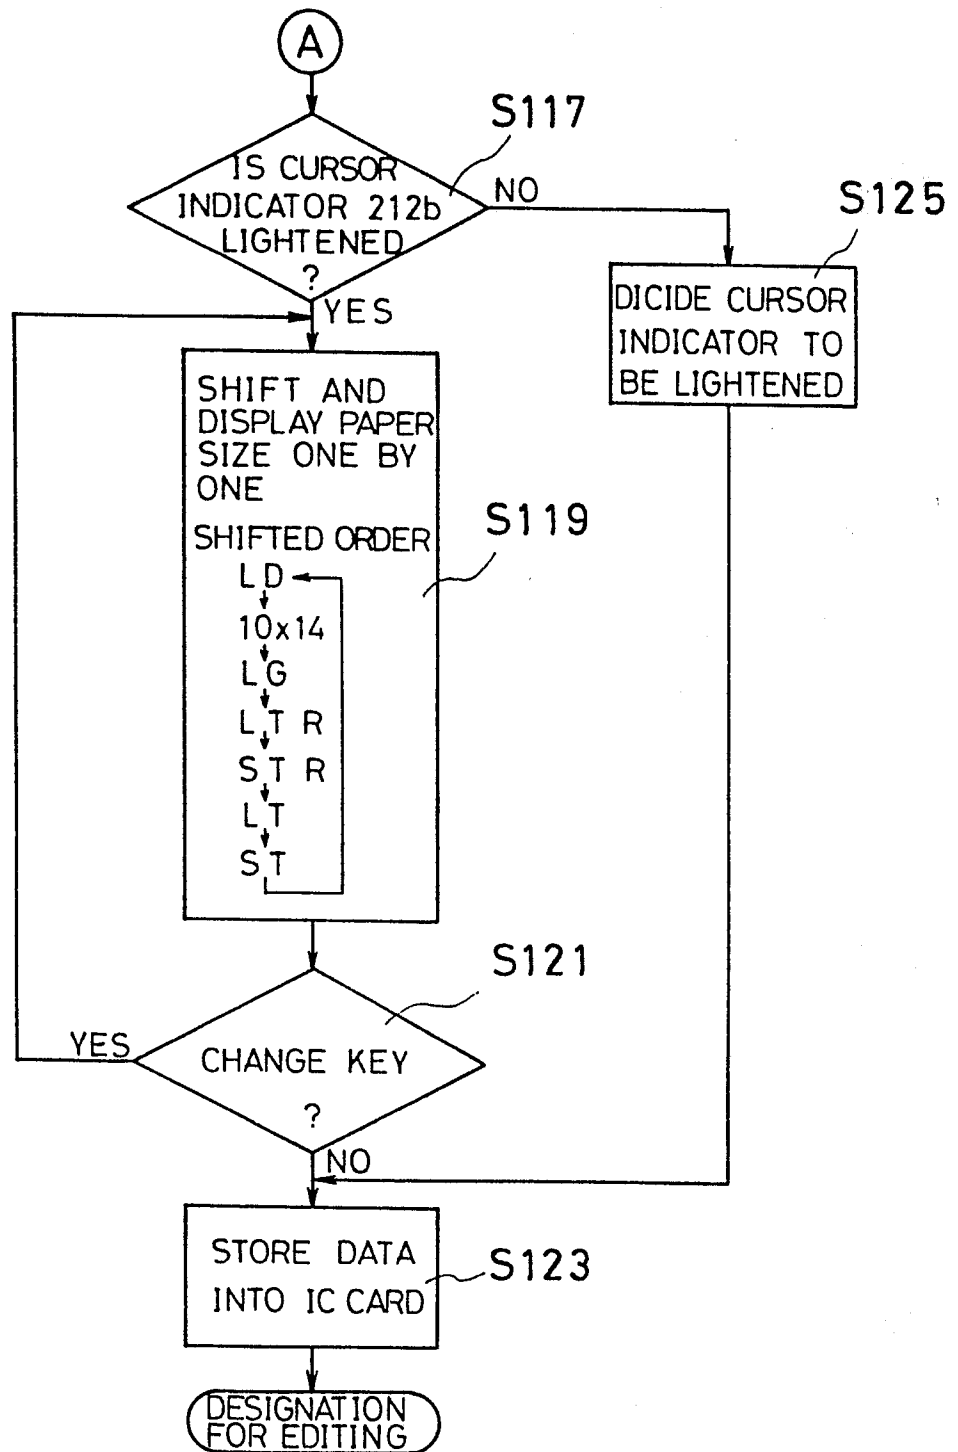 A
S117
IS CURSOR
INDICATOR 212b
LIGHTENED
?
NO
YES
S125
DICIDE CURSOR
INDICATOR TO
BE LIGHTENED
SHIFT AND
DISPLAY PAPER
SIZE ONE BY
ONE
SHIFTED ORDER
LD
10x14
LG
LTR
STR
LT
ST
S119
S121
YES
CHANGE KEY
?
NO
STORE DATA
INTO IC CARD
S123
DESIGNATION
FOR EDITING